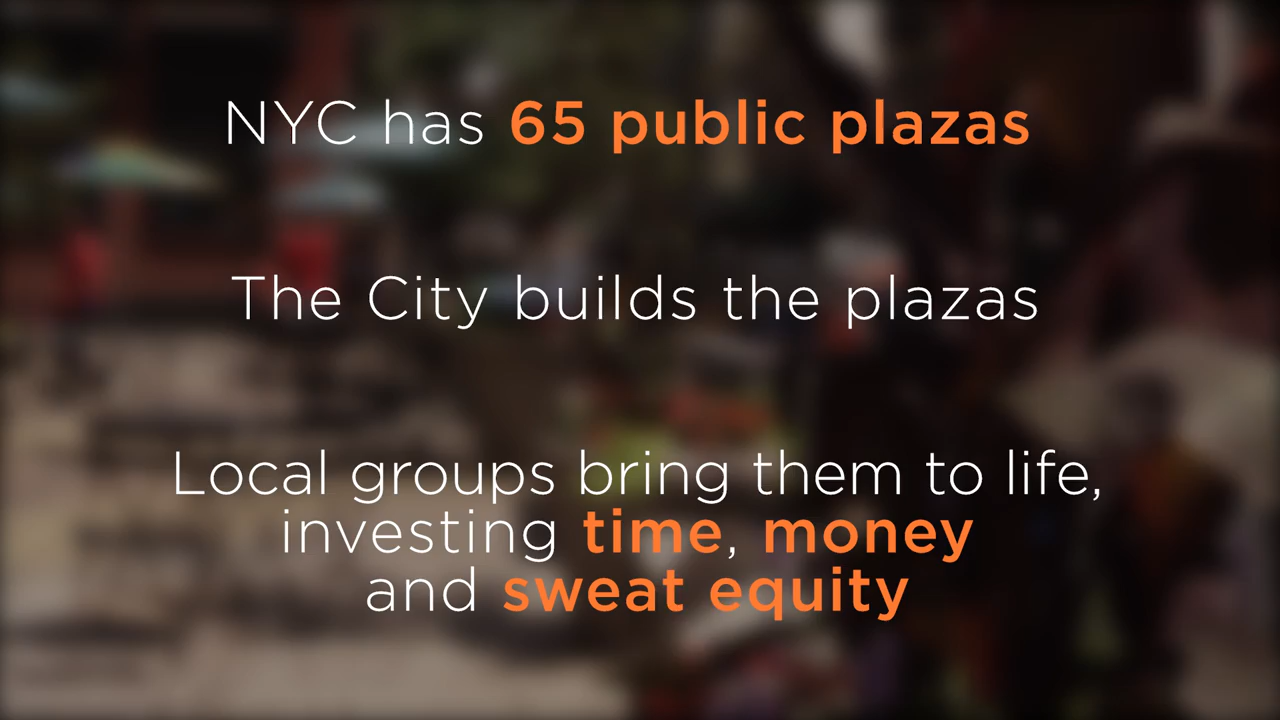 NYC has 65 public plazas
The City builds the plazas
Local groups bring them to life,
investing time, money
and sweat equity